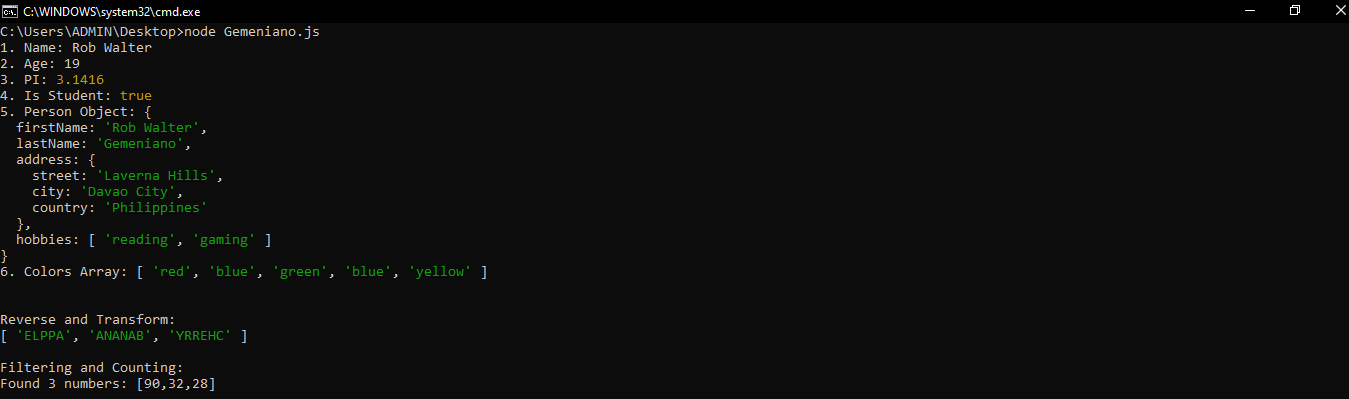 C:\WINDOWS\system32\cmd.exe
C:\Users\ADMIN\Desktop>node Gemeniano.js
1. Name: Rob Walter
2. Age: 19
3. PI: 3.1416
4. Is Student: true
5. Person Object: {
  firstName: 'Rob Walter',
  lastName: 'Gemeniano',
  address: {
    street: 'Laverna Hills',
    city: 'Davao City',
    country: 'Philippines'
  },
  hobbies: [ 'reading', 'gaming' ]
}
6. Colors Array: [ 'red', 'blue', 'green', 'blue', 'yellow' ]
Reverse and Transform:
[ 'ELPPA', 'ANANAB', 'YRREHC' ]
Filtering and Counting:
Found 3 numbers: [90,32,28]